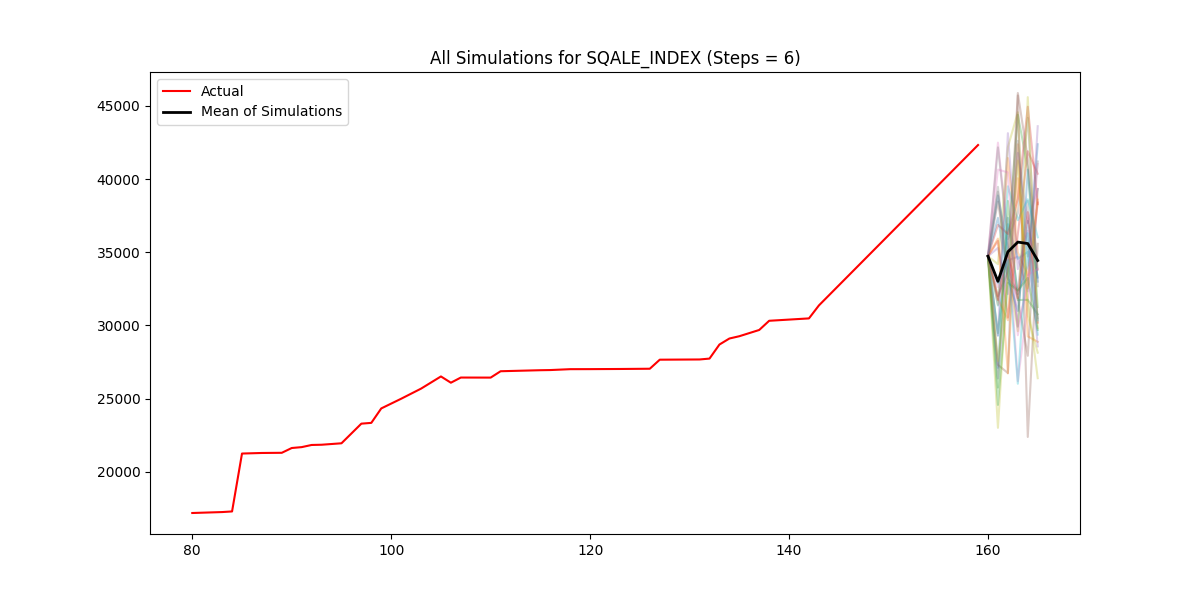 All Simulations for SQALE_INDEX (Steps = 6)
Actual
Mean of Simulations
45000
40000
35000
30000
25000
20000
80 100 120 140 160